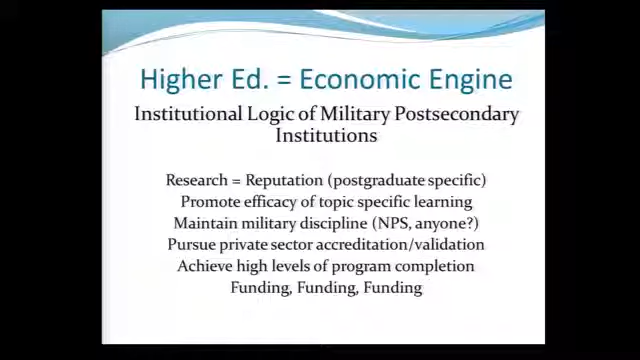 Higher Ed. = Economic Engine
Institutional Logic of Military Postsecondary
Institutions
Research = Reputation (postgraduate specific)
Promote efficacy of topic specific learning
Maintain military discipline (NPS, anyone?)
Pursue private sector accreditation/validation
Achieve high levels of program completion
Funding, Funding, Funding